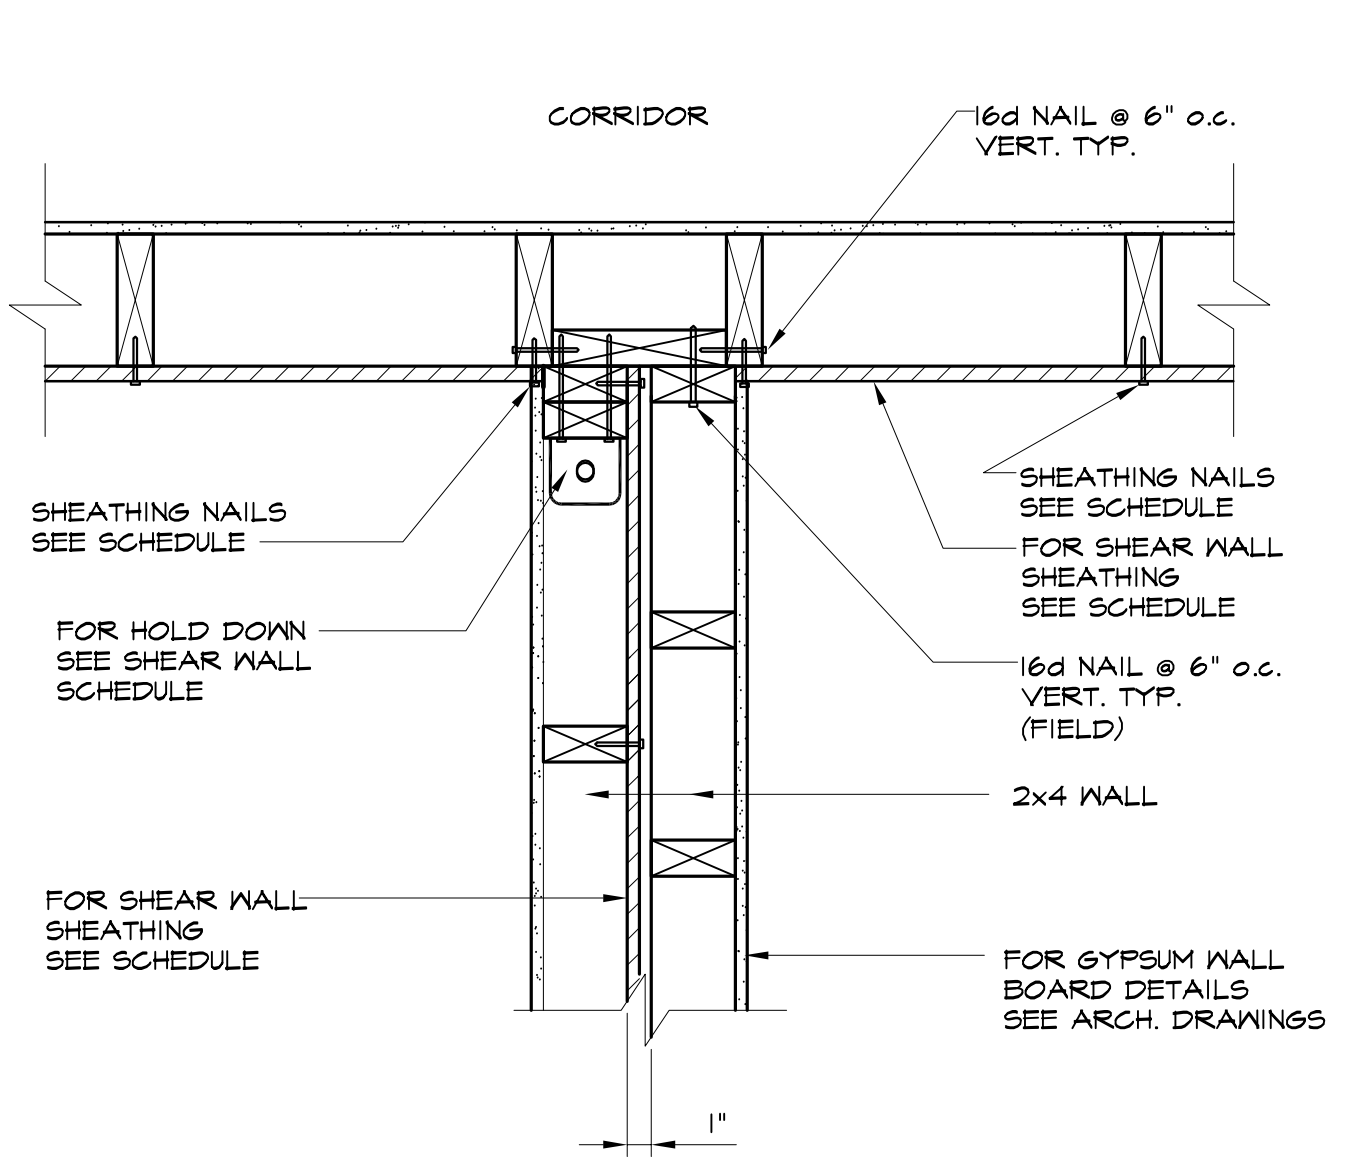 CORRIDOR
16d NAIL @ 6" o.c.
VERT. TYP.
SHEATHING NAILS
SEE SCHEDULE
FOR HOLD DOWN
SEE SHEAR WALL
SCHEDULE
FOR SHEAR WALL
SHEATHING
SEE SCHEDULE
SHEATHING NAILS
SEE SCHEDULE
FOR SHEAR WALL
SHEATHING
SEE SCHEDULE
16d NAIL @ 6" o.c.
VERT. TYP.
(FIELD)
2x4 WALL
FOR GYPSUM WALL
BOARD DETAILS
SEE ARCH. DRAWINGS
1"